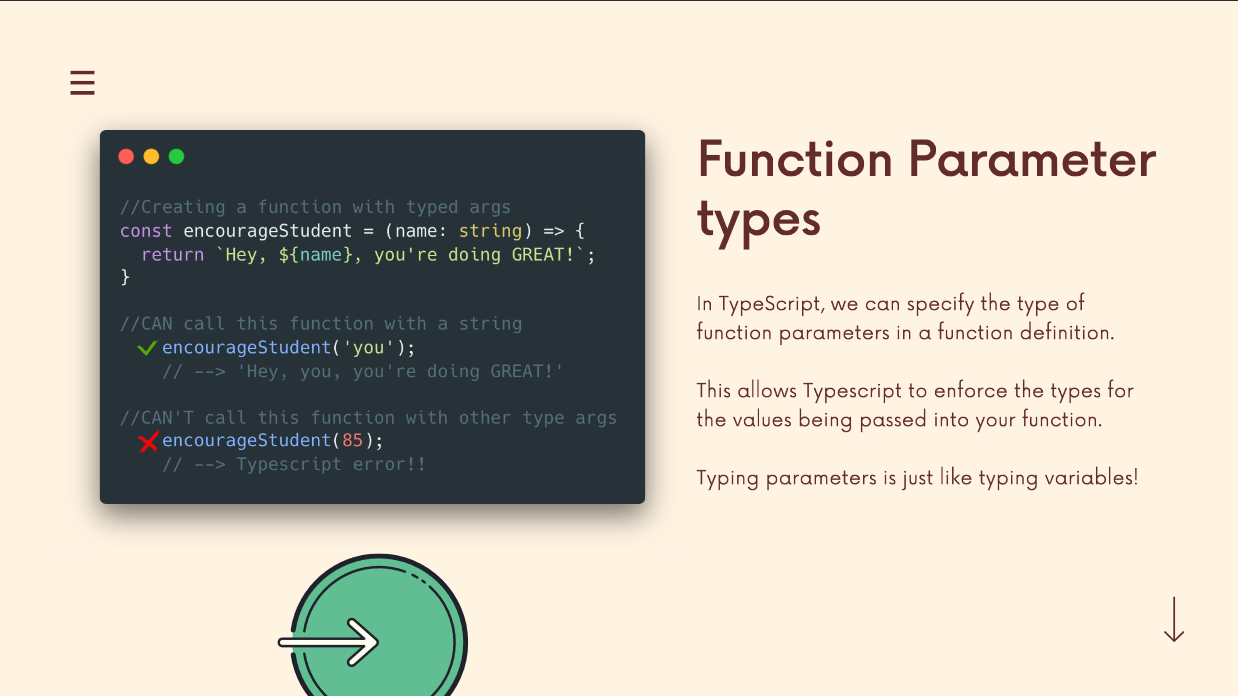 //Creating a function with typed args
const encourageStudent = (name: string) => {
  return `Hey, ${name}, you're doing GREAT!`;
}
//CAN call this function with a string
encourageStudent('you');
// --> 'Hey, you, you're doing GREAT!'
//CAN'T call this function with other type args
encourageStudent(85);
// --> Typescript error!!
Function Parameter
types
In TypeScript, we can specify the type of
function parameters in a function definition.
This allows Typescript to enforce the types for
the values being passed into your function.
Typing parameters is just like typing variables!